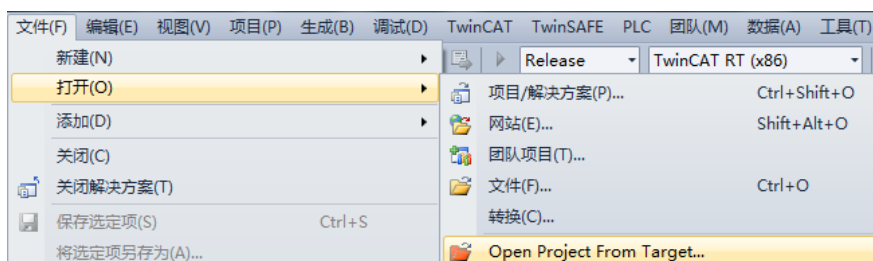 文件(F) 编辑(E) 视图(V) 项目(P) 生成(B) 调试(D) TwinCAT TwinSAFE PLC 团队(M) 数据(A) 工具(T)
新建(N) Release TwinCAT RT (x86)
打开(O) 项目/解决方案(P)... Ctrl+Shift+O
添加(D) 网站(E)... Shift+Alt+O
关闭(C) 团队项目(T)...
关闭解决方案(T) 文件(F)... Ctrl+O
保存选定项(S) Ctrl+S 转换(C)...
将选定项另存为(A)... Open Project From Target...